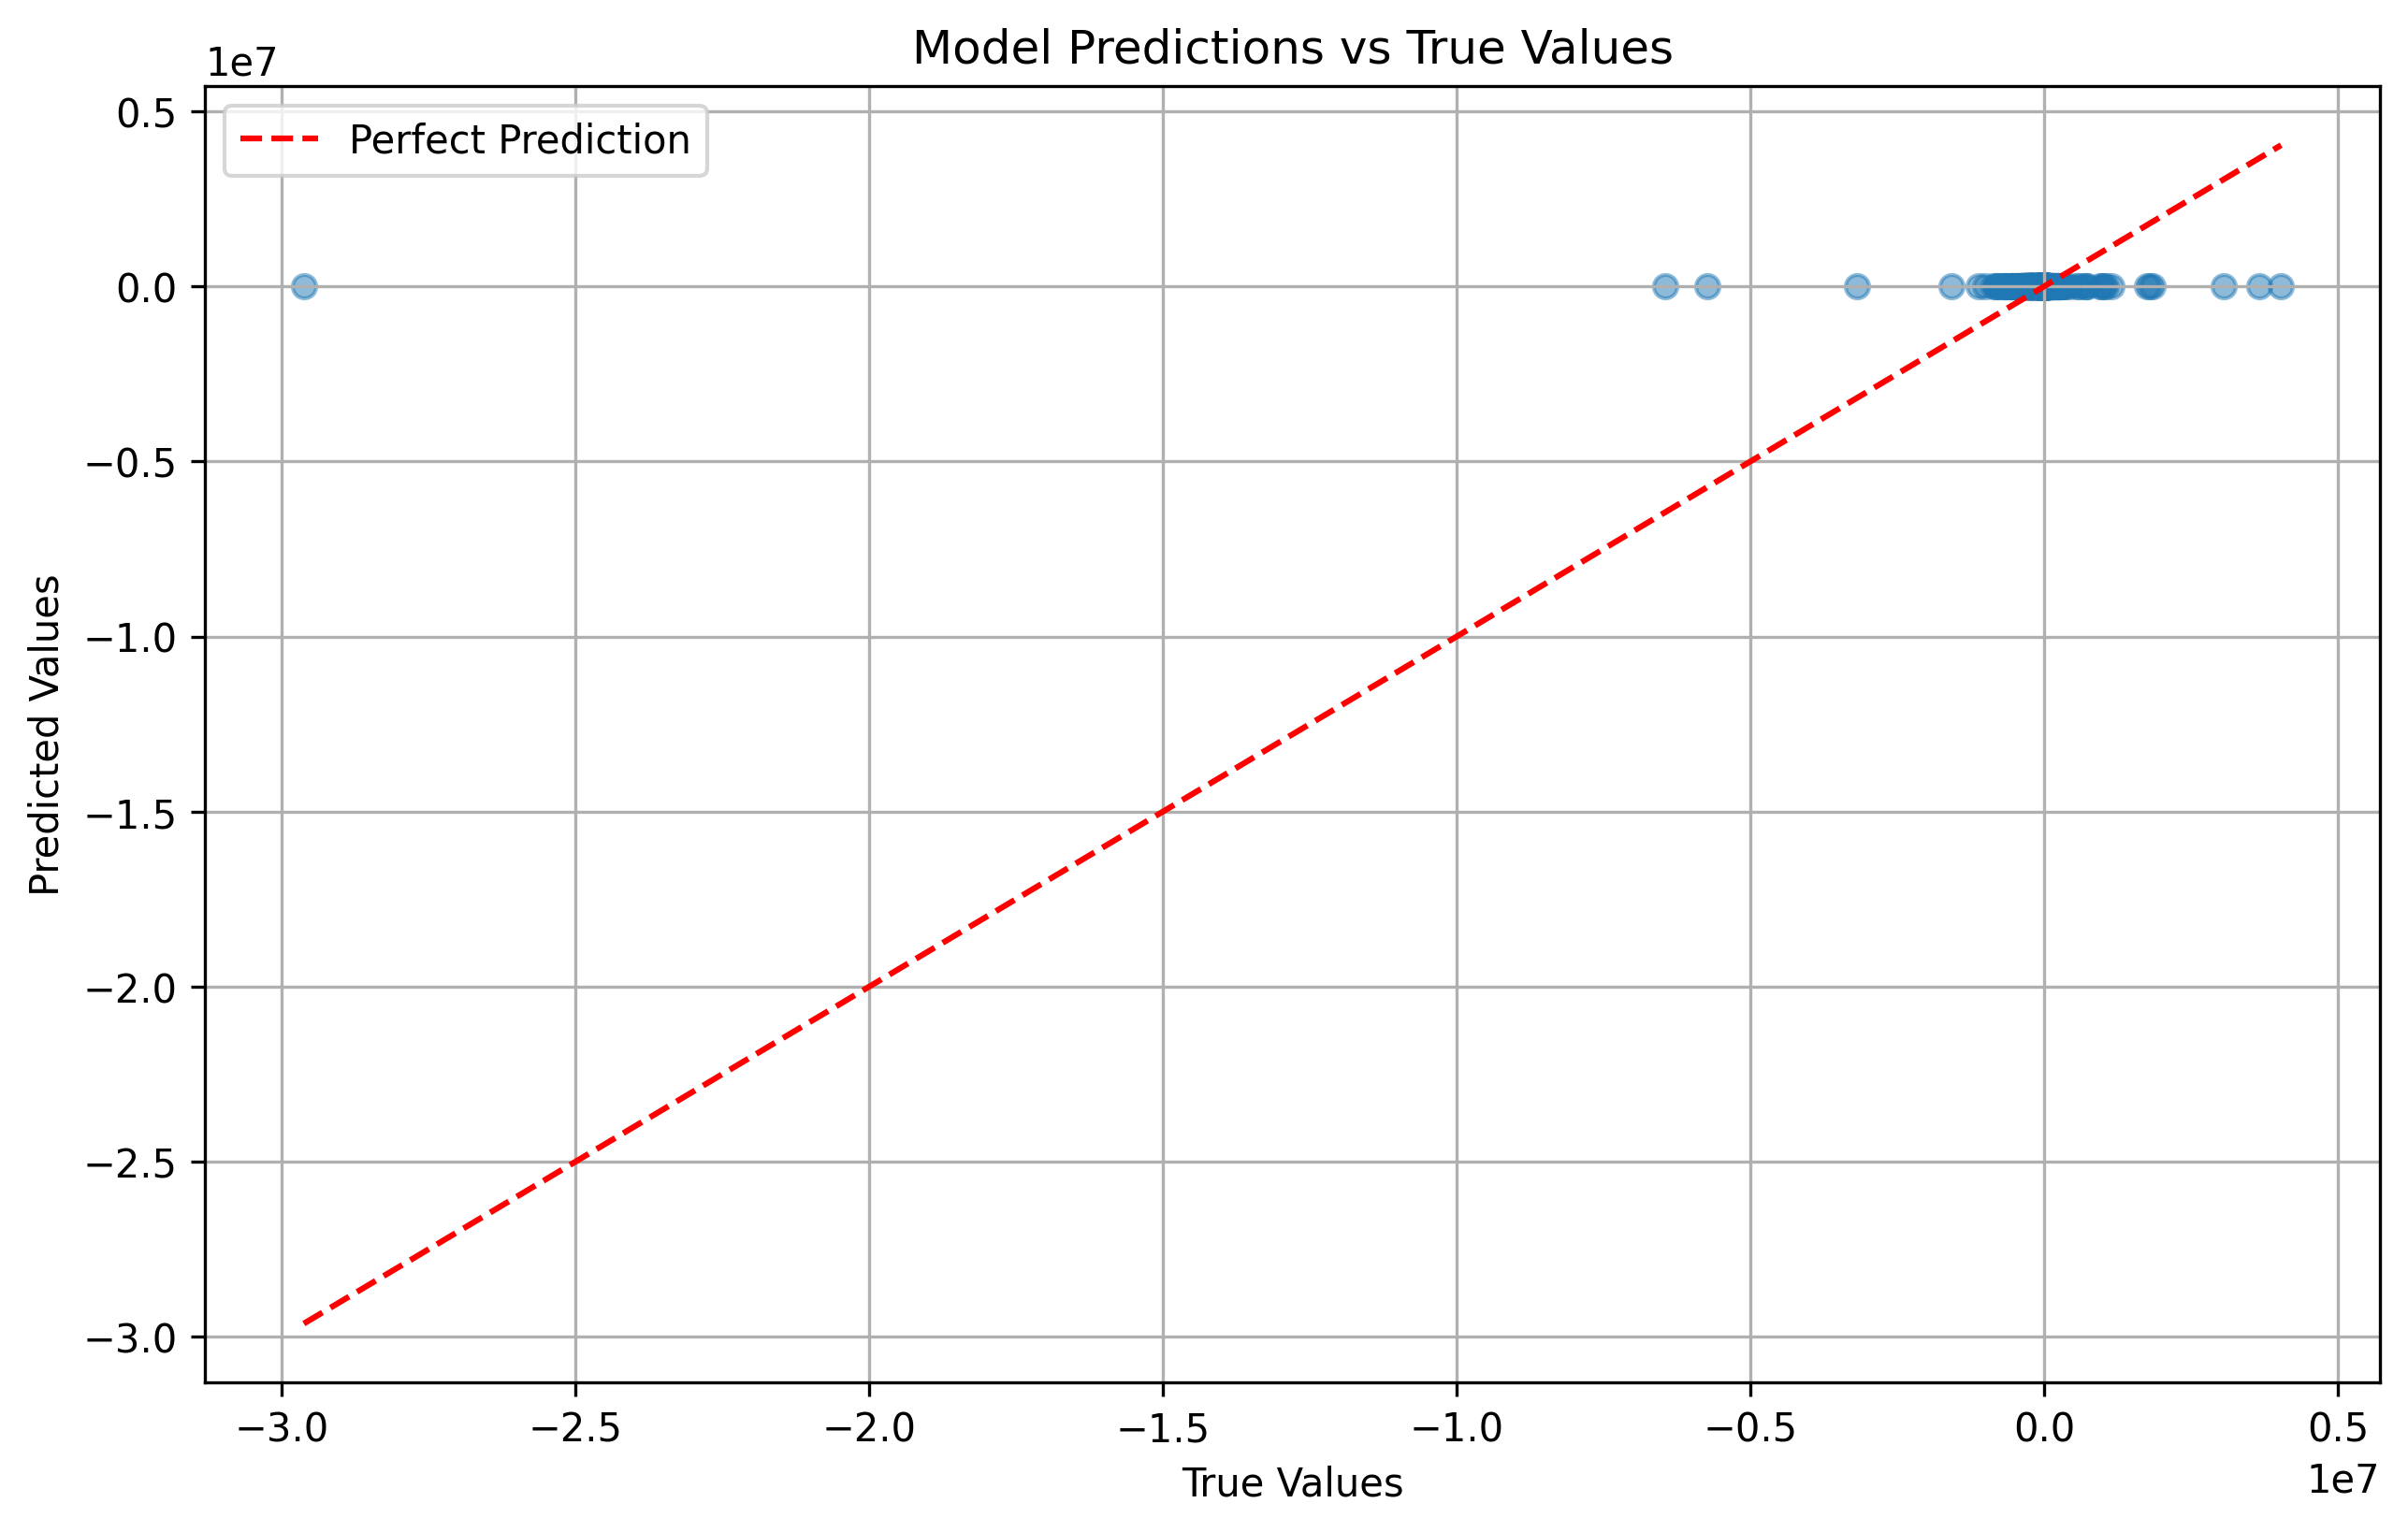 Model Predictions vs True Values
1e7
Perfect Prediction
0.5
0.0
−0.5
−1.0
−1.5
−2.0
−2.5
−3.0
Predicted Values
−3.0 −2.5 −2.0 −1.5 −1.0 −0.5 0.0 0.5
True Values
1e7